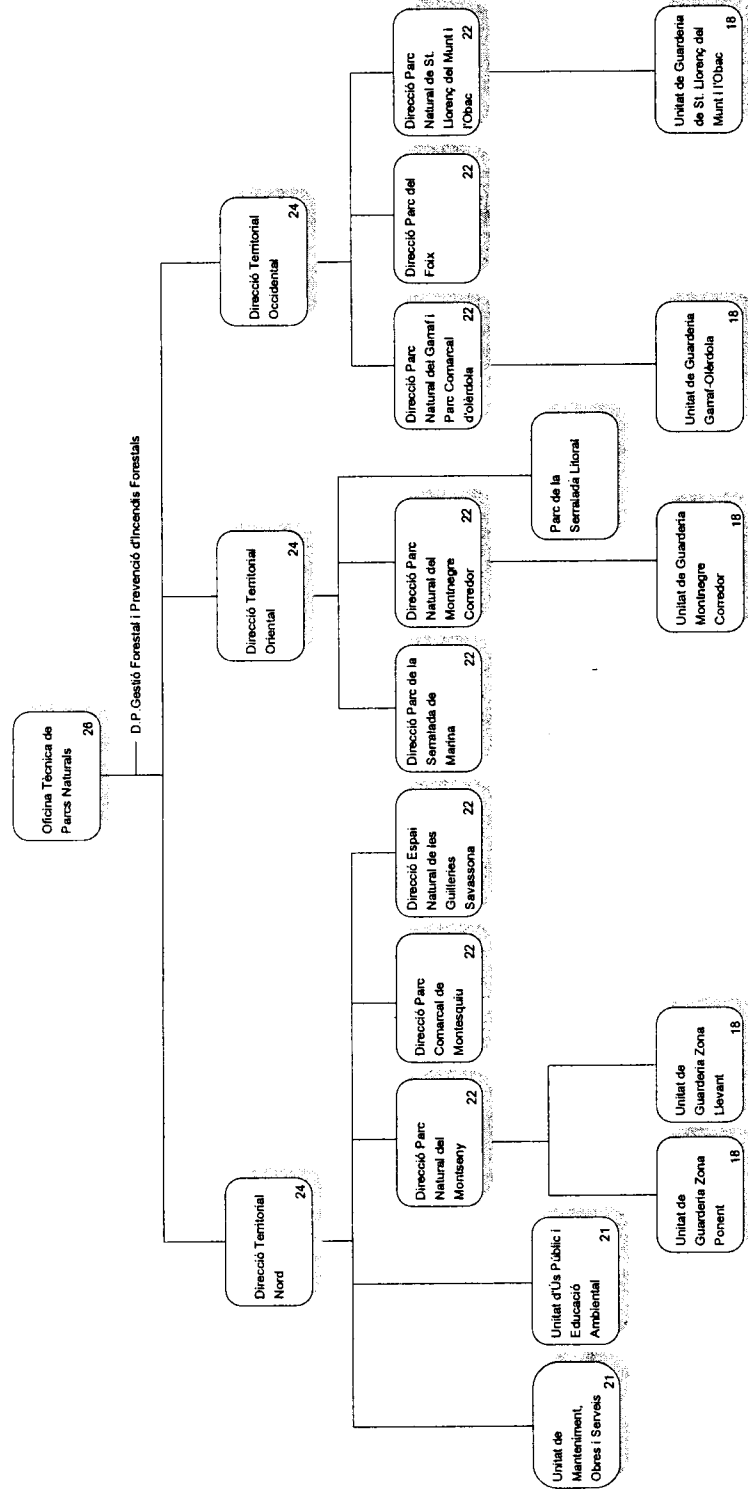 Oficina Tècnica de
Parcs Naturals
26
D.P.Gestió Forestal i Prevenció d'Incendis Forestals
Direcció Territorial
Nord
24
Direcció Territorial
Oriental
24
Direcció Territorial
Occidental
24
Direcció Parc
Natural del
Montseny
22
Direcció Parc
Comarcal de
Montesquiu
22
Direcció Espai
Natural de les
Guilleries
Savassona
22
Direcció Parc de la
Serralada de
Marina
22
Direcció Parc
Natural del
Montnegre
Corredor
22
Direcció Parc
Natural del Garraf i
Parc Comarcal
d'olèrdola
22
Direcció Parc del
Foix
22
Direcció Parc
Natural de St.
Llorenç del Munt i
l'Obac
22
Unitat de
Manteniment,
Obres i Serveis
21
Unitat d'Ús Públic i
Educació
Ambiental
21
Parc de la
Serralada Litoral
Unitat de
Guarderia Zona
Ponent
18
Unitat de
Guarderia Zona
Llevant
18
Unitat de Guarderia
Montnegre
Corredor
18
Unitat de Guarderia
Garraf-Olèrdola
18
Unitat de Guarderia
de St. Llorenç del
Munt i l'Obac
18